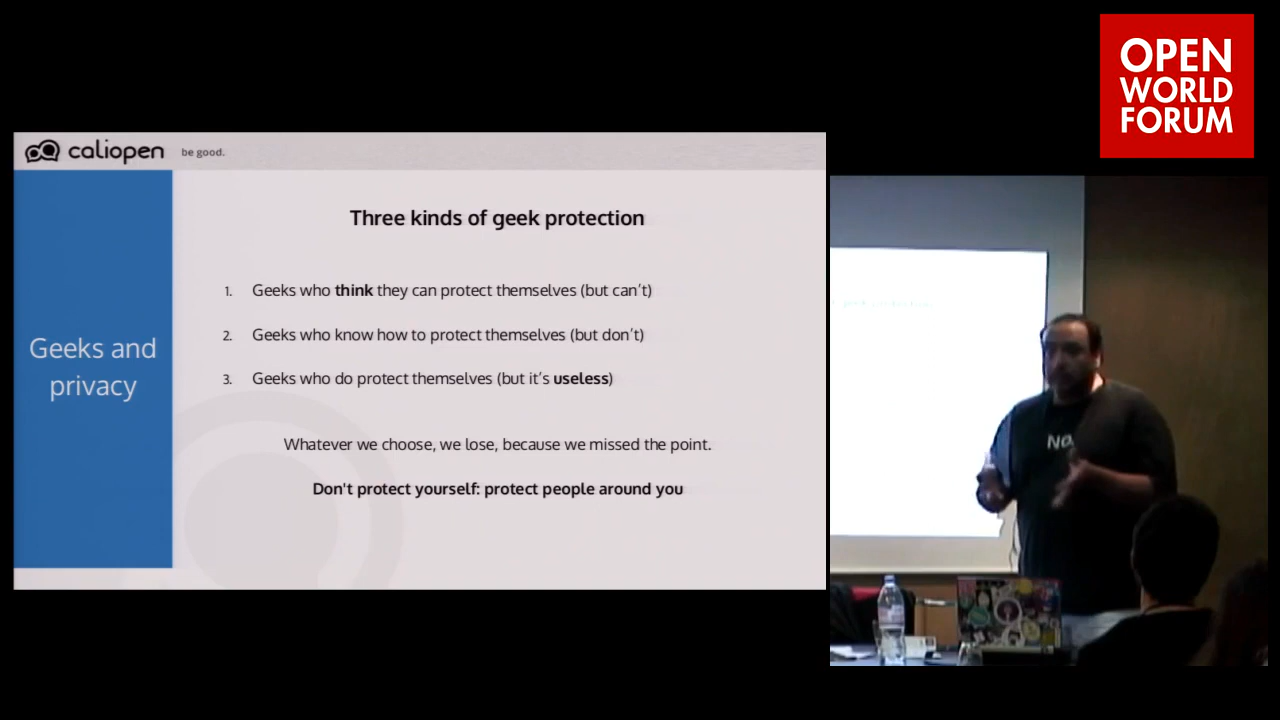 OPEN
WORLD
FORUM
caliopen
be good.
Geeks and
privacy
Three kinds of geek protection
1. Geeks who think they can protect themselves (but can't)
2. Geeks who know how to protect themselves (but don't)
3. Geeks who do protect themselves (but it's useless)
Whatever we choose, we lose, because we missed the point.
Don't protect yourself: protect people around you